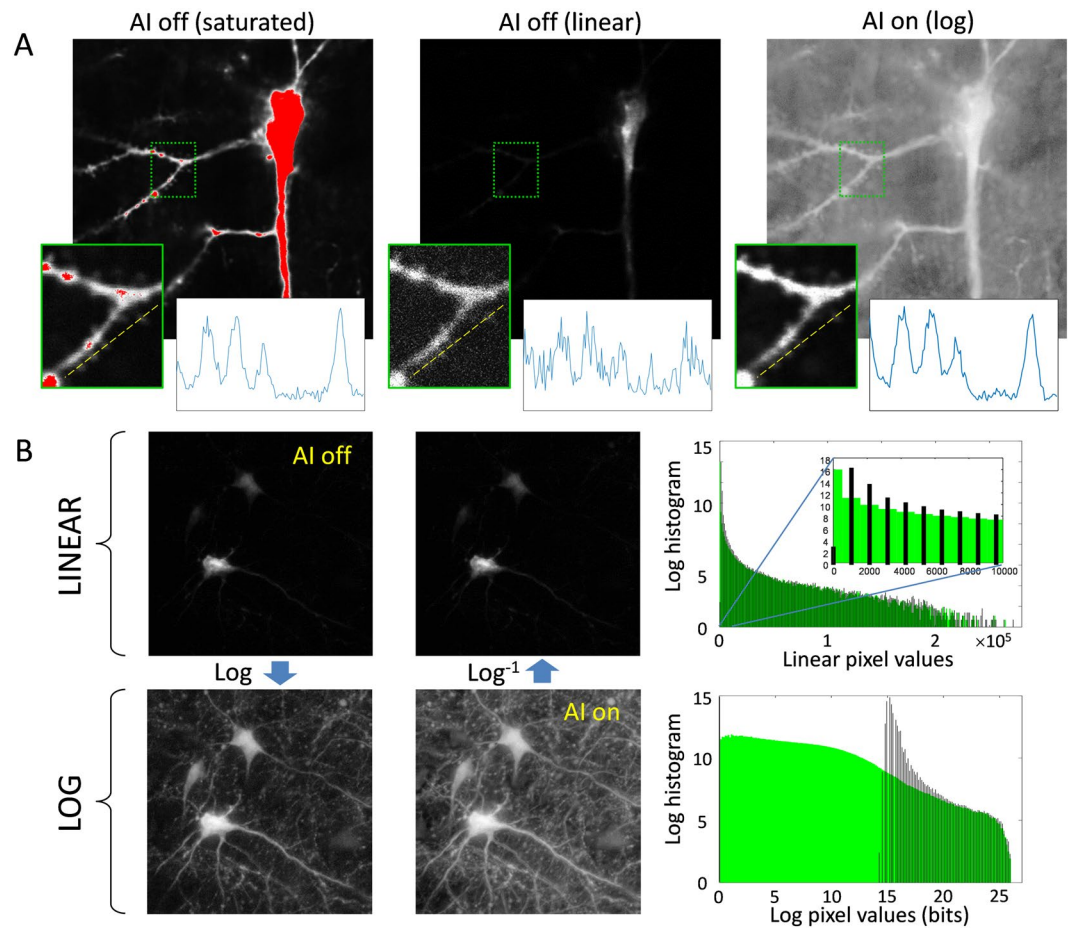 A
AI off (saturated)
AI off (linear)
AI on (log)
B
LINEAR
AI off
Log histogram
15
10
5
0
18
16
14
12
10
8
6
4
2
0
0 2000 4000 6000 8000 10000
0 1 2 ×10⁵
Linear pixel values
Log
Log⁻¹
LOG
AI on
Log histogram
15
10
5
0
0 5 10 15 20 25
Log pixel values (bits)